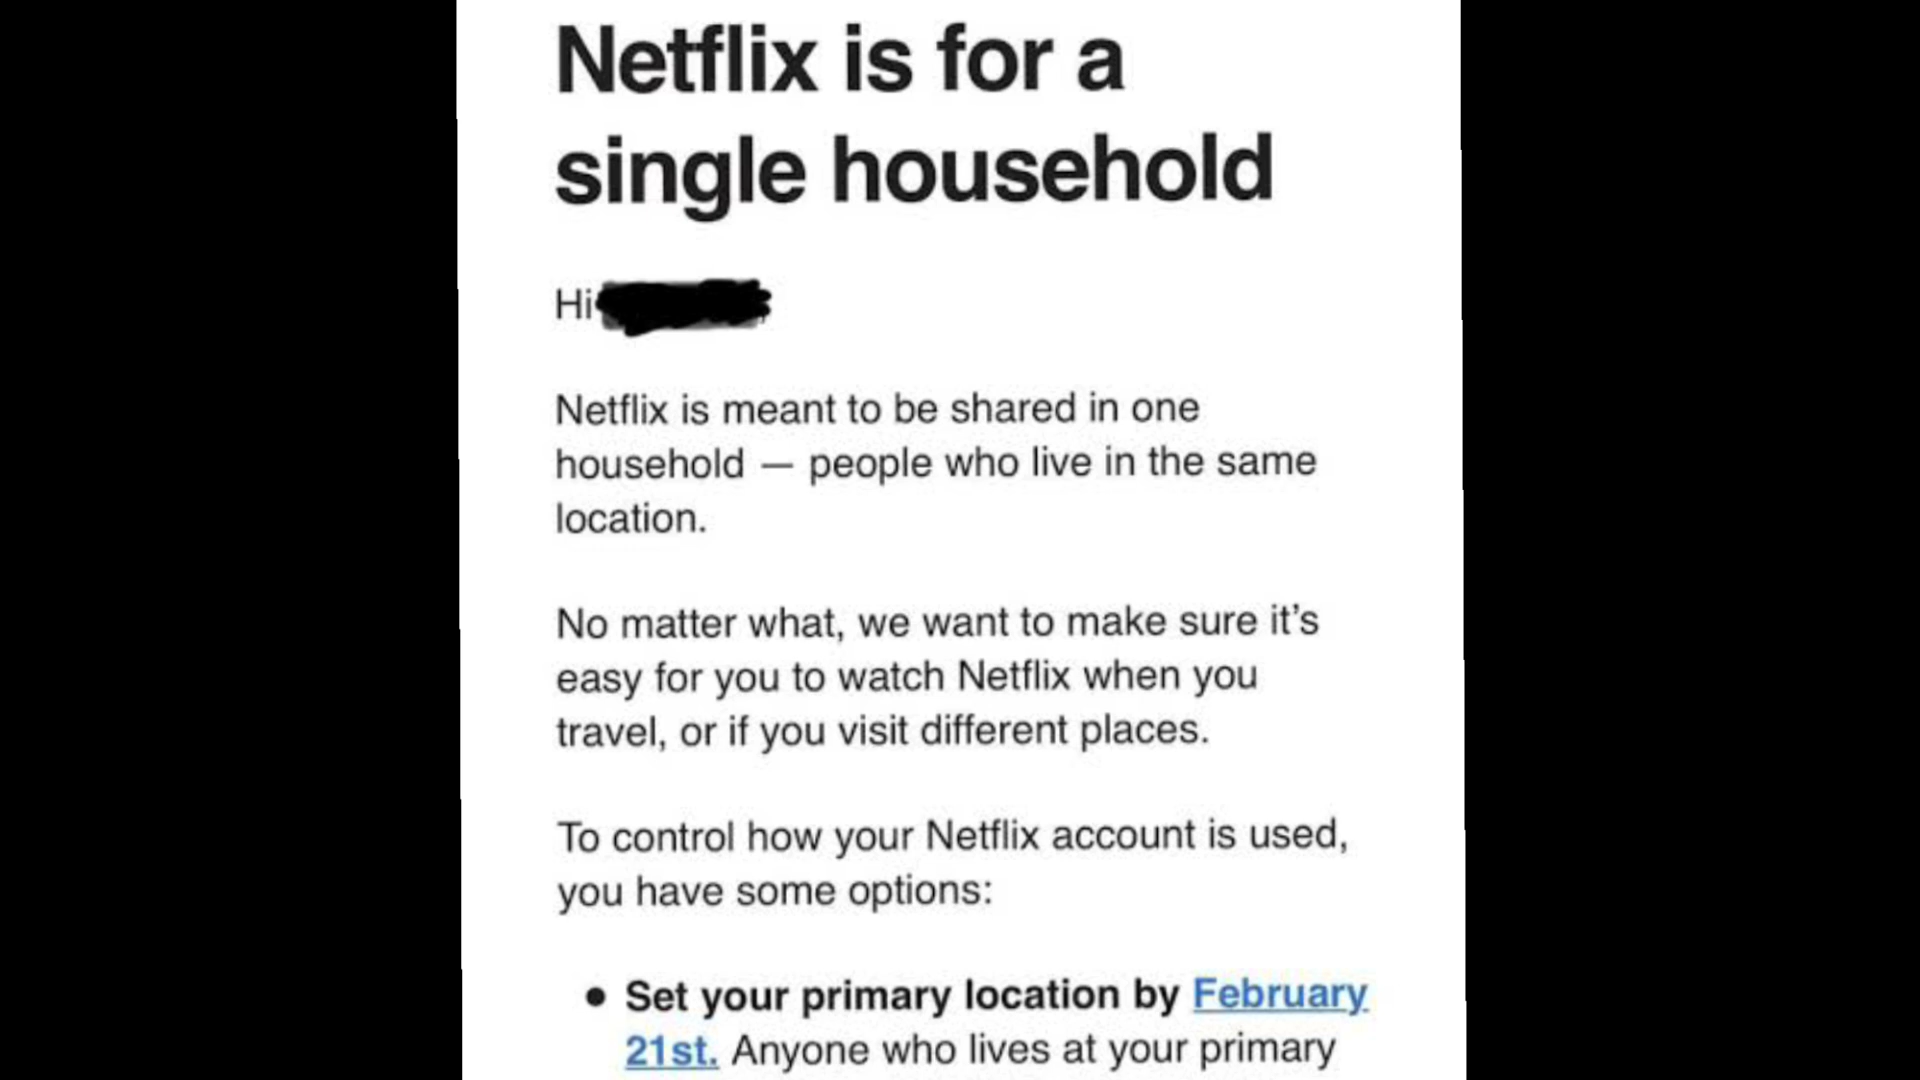 Netflix is for a
single household
Hi
Netflix is meant to be shared in one
household — people who live in the same
location.
No matter what, we want to make sure it’s
easy for you to watch Netflix when you
travel, or if you visit different places.
To control how your Netflix account is used,
you have some options:
• Set your primary location by February
21st. Anyone who lives at your primary